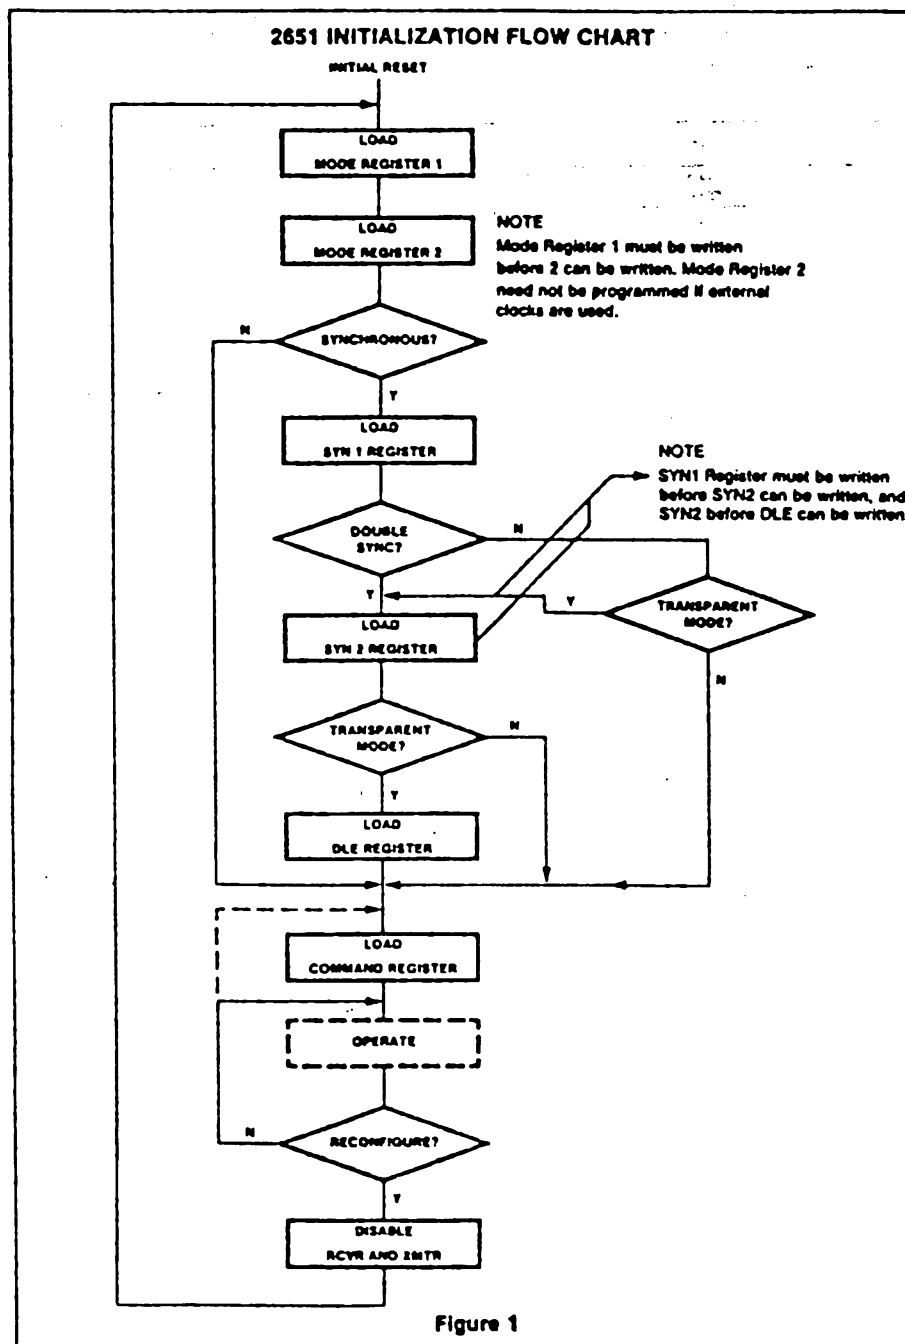 2651 INITIALIZATION FLOW CHART
INITIAL RESET
LOAD
MODE REGISTER 1
LOAD
MODE REGISTER 2
NOTE
Mode Register 1 must be written
before 2 can be written. Mode Register 2
need not be programmed if external
clocks are used.
N
SYNCHRONOUS?
Y
LOAD
SYN 1 REGISTER
NOTE
SYN1 Register must be written
before SYN2 can be written, and
SYN2 before DLE can be written.
DOUBLE
SYNC?
N
Y
Y
TRANSPARENT
MODE?
LOAD
SYN 2 REGISTER
N
TRANSPARENT
MODE?
N
Y
LOAD
DLE REGISTER
LOAD
COMMAND REGISTER
OPERATE
N
RECONFIGURE?
Y
DISABLE
RCVR AND XMTR
Figure 1